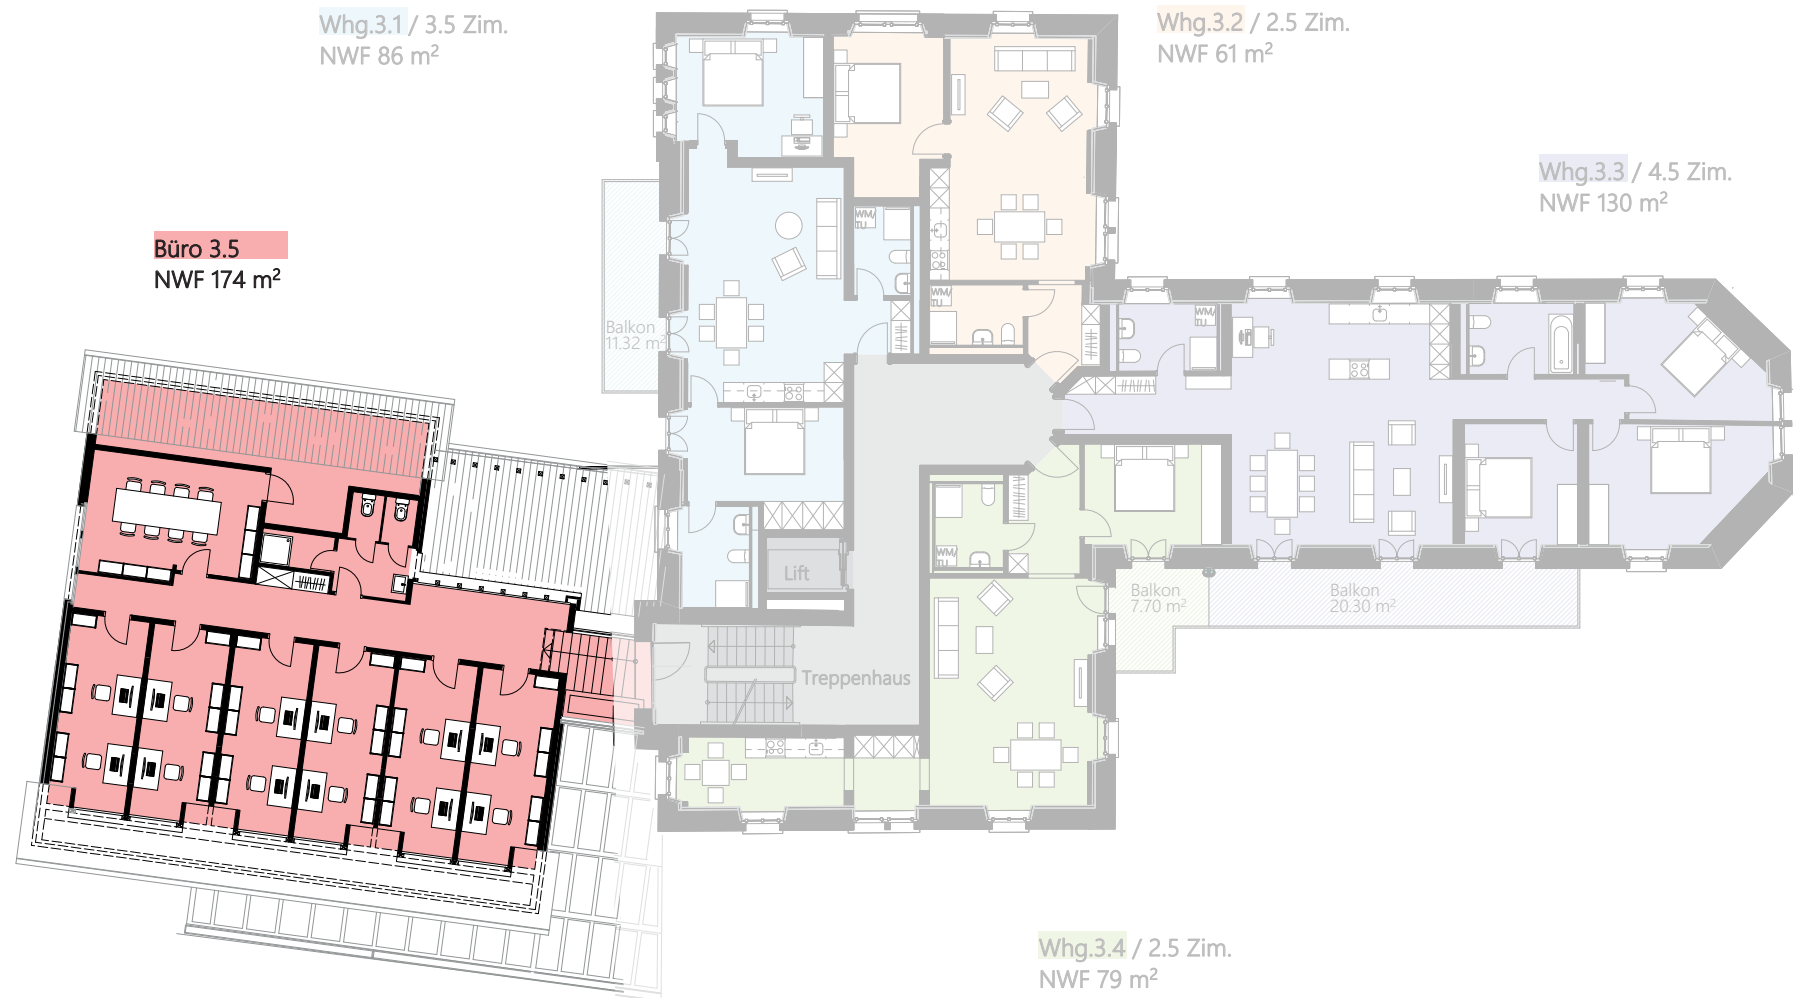 Whg.3.1 / 3.5 Zim.
NWF 86 m²
Whg.3.2 / 2.5 Zim.
NWF 61 m²
Whg.3.3 / 4.5 Zim.
NWF 130 m²
Büro 3.5
NWF 174 m²
WM/
TU
WM/
TU
WM/
TU
Balkon
11.32 m²
WM/
TU
Lift
Balkon
7.70 m²
Balkon
20.30 m²
Treppenhaus
Whg.3.4 / 2.5 Zim.
NWF 79 m²